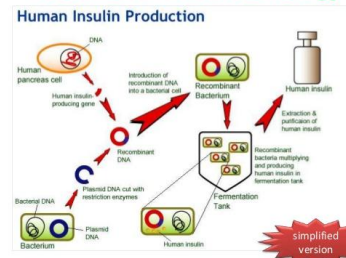 Human Insulin Production
DNA
Human
pancreas cell
Human insulin-
producing gene
Introduction of
recombinant DNA
into a bacterial cell
Recombinant
Bacterium
Human insulin
Extraction &
purificaion of
human insulin
Recombinant
DNA
Recombinant
bacteria multiplying
and producing
human insulin in
fermentation tank
Plasmid DNA cut with
restriction enzymes
Fermentation
Tank
Bacterial DNA
Plasmid
DNA
Bacterium
Human insulin
simplified
version